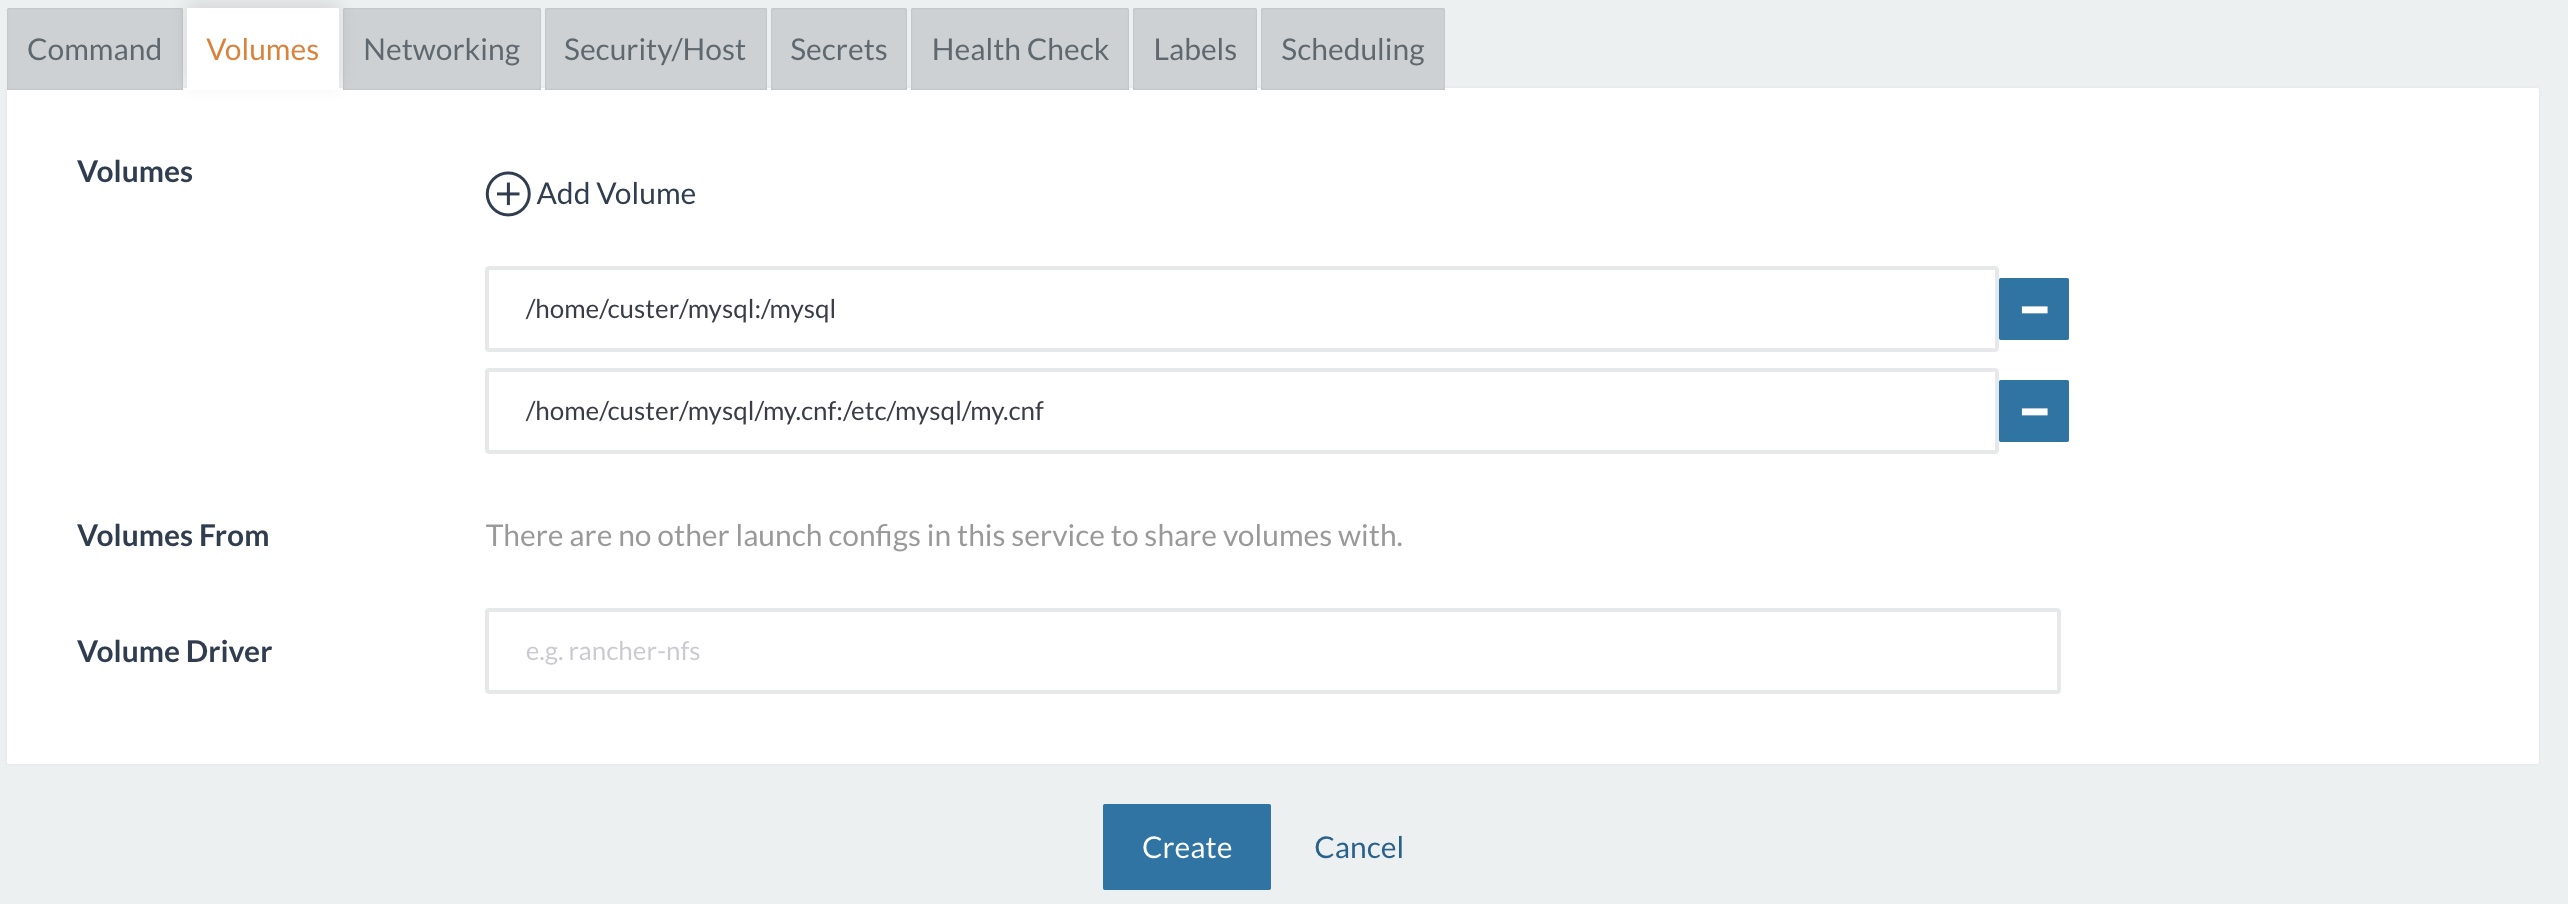 Command Volumes Networking Security/Host Secrets Health Check Labels Scheduling
Volumes
Add Volume
/home/custer/mysql:/mysql
/home/custer/mysql/my.cnf:/etc/mysql/my.cnf
Volumes From There are no other launch configs in this service to share volumes with.
Volume Driver e.g. rancher-nfs
Create Cancel